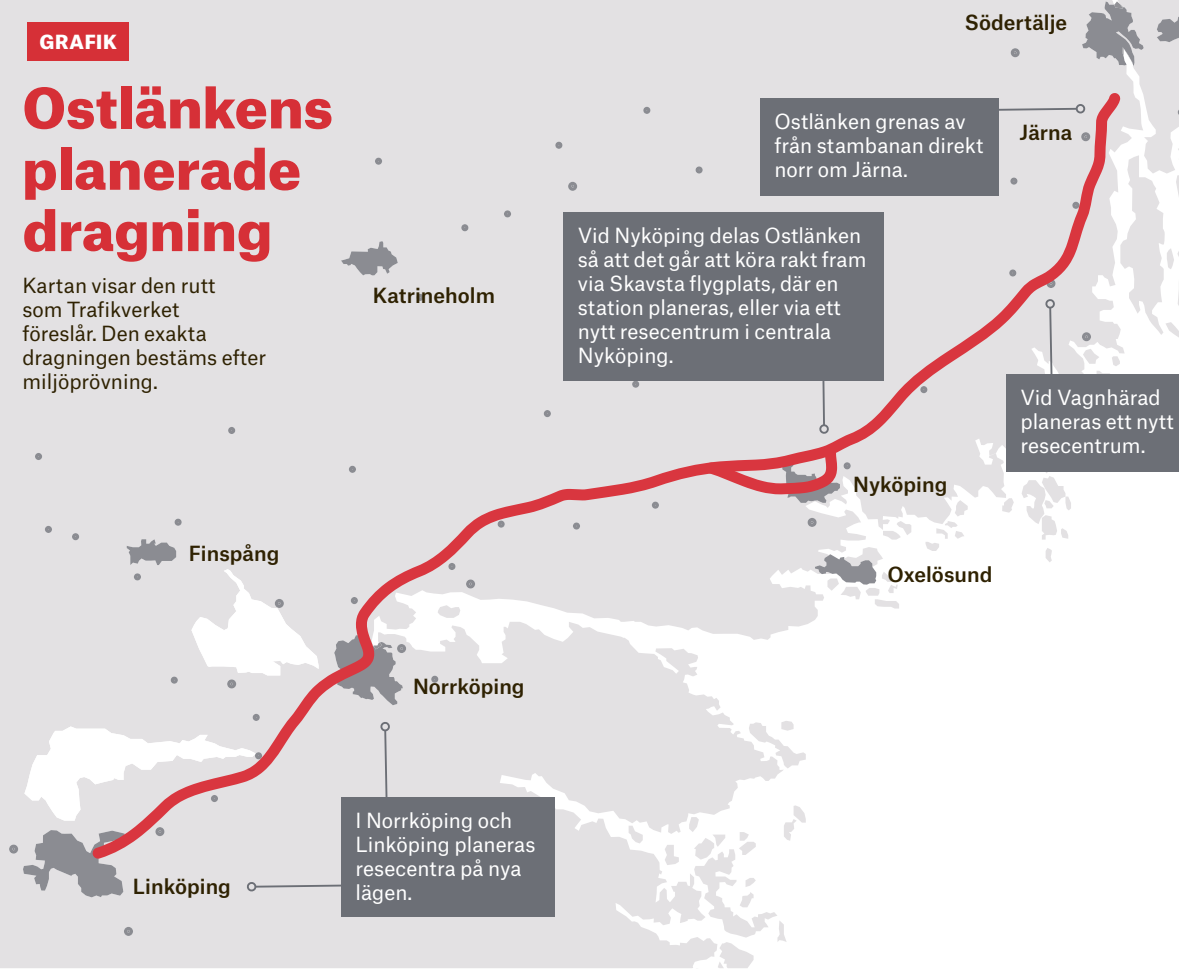 GRAFIK
Ostlänkens
planerade
dragning
Kartan visar den rutt
som Trafikverket
föreslår. Den exakta
dragningen bestäms efter
miljöprövning.
Södertälje
Ostlänken grenas av
från stambanan direkt
norr om Järna.
Järna
Vid Nyköping delas Ostlänken
så att det går att köra rakt fram
via Skavsta flygplats, där en
station planeras, eller via ett
nytt resecentrum i centrala
Nyköping.
Katrineholm
Vid Vagnhärad
planeras ett nytt
resecentrum.
Nyköping
Finspång
Oxelösund
Norrköping
I Norrköping och
Linköping planeras
resecentra på nya
lägen.
Linköping